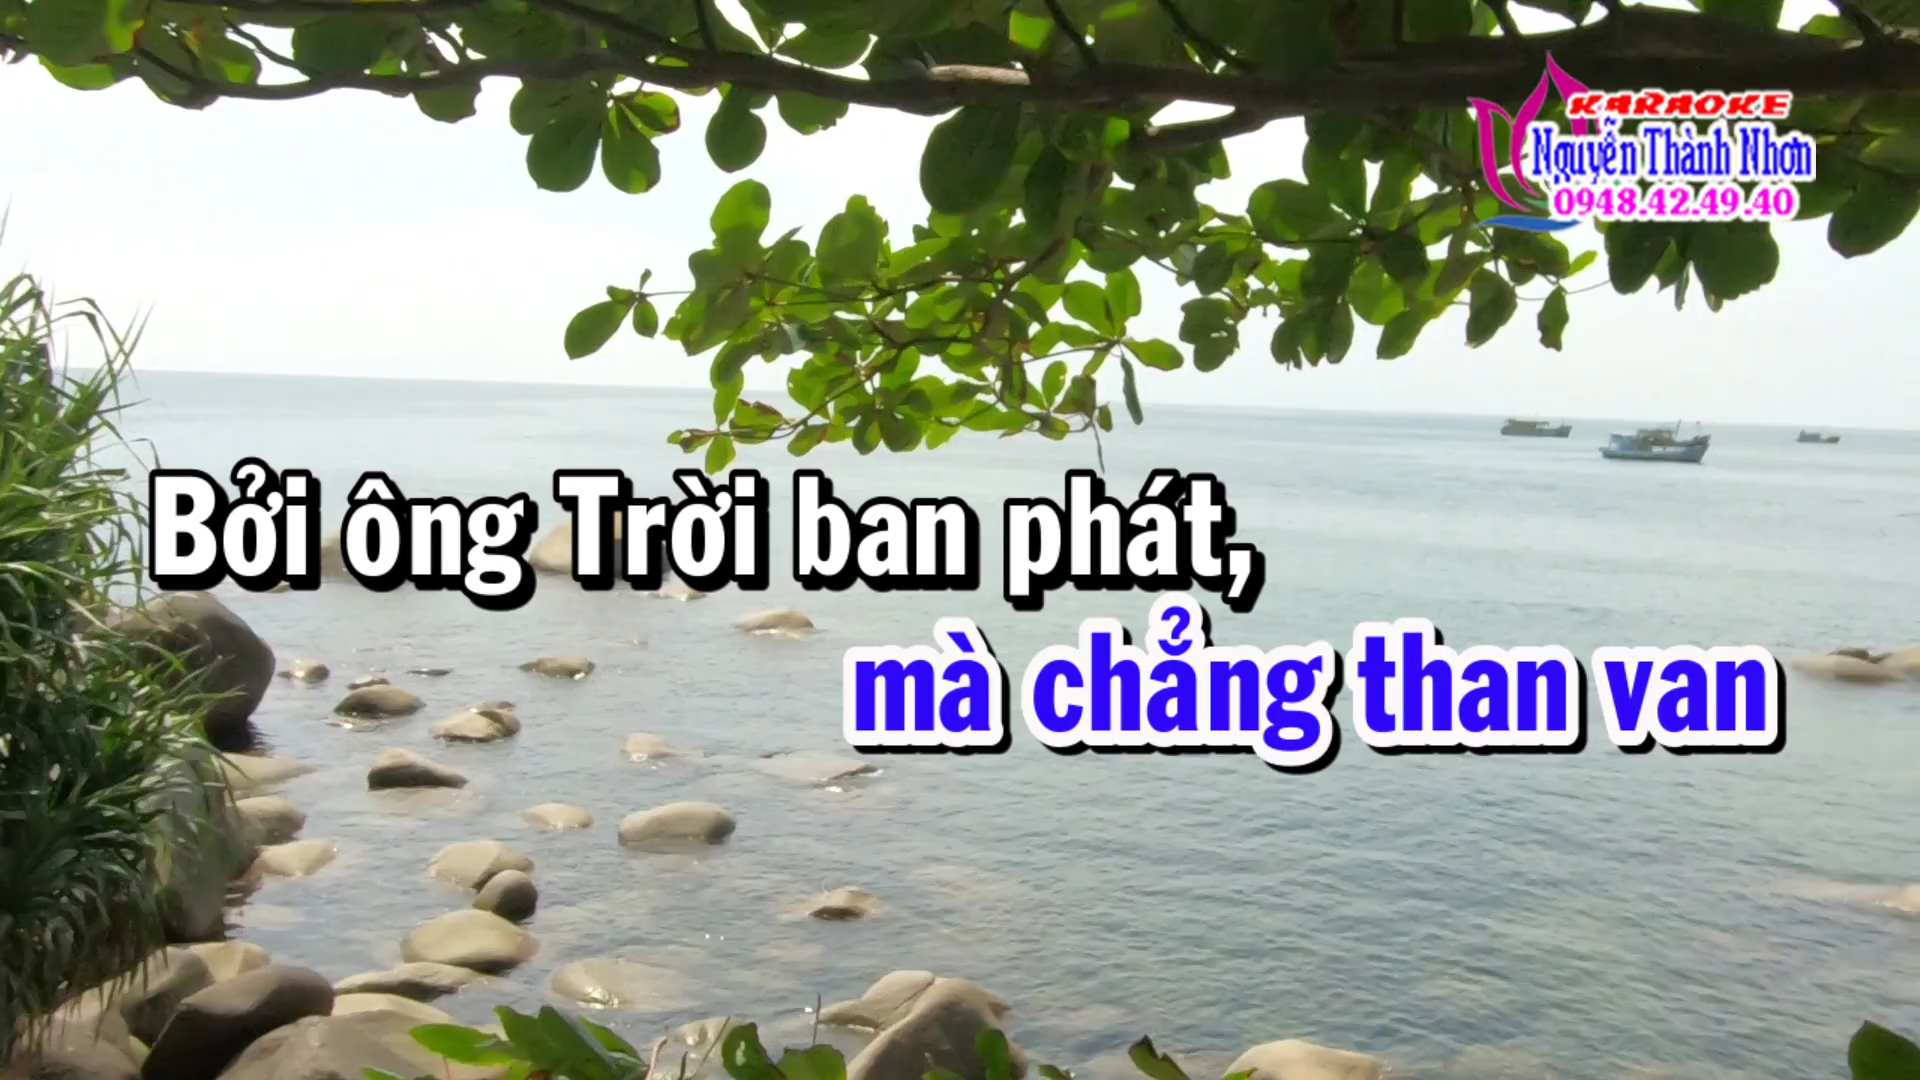 KARAOKE
Nguyễn Thành Nhơn
0948.42.49.40
Bởi ông Trời ban phát,
mà chẳng than van